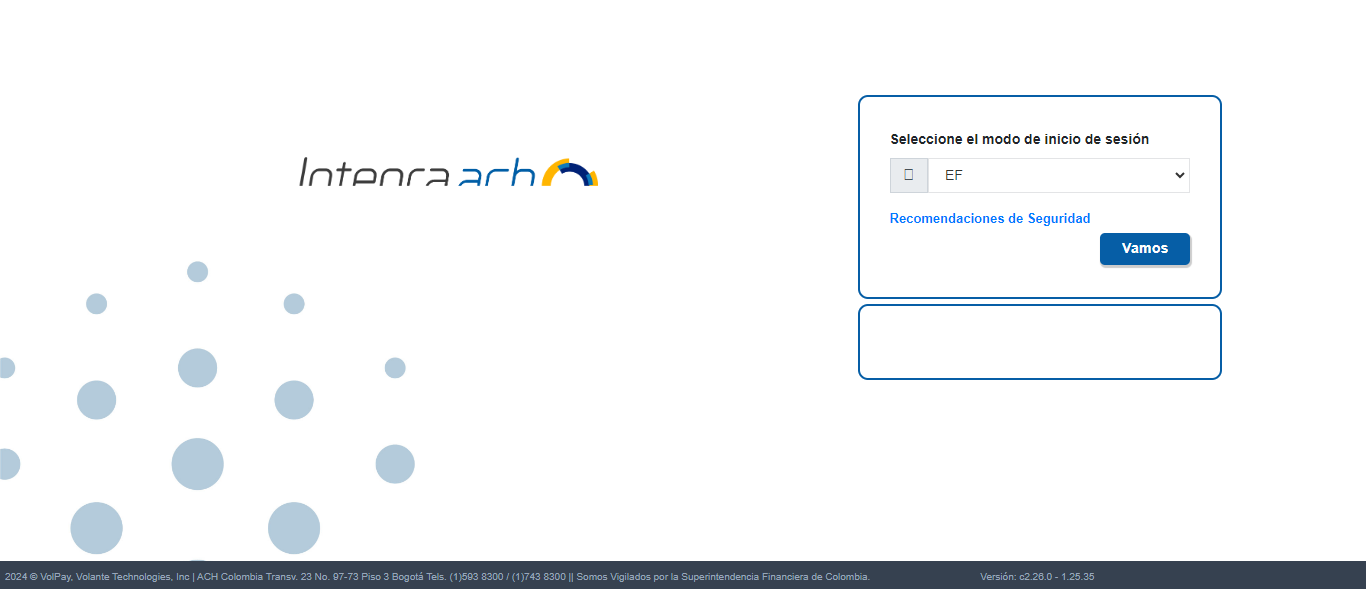 Seleccione el modo de inicio de sesión
EF
Recomendaciones de Seguridad
Vamos
2024 © VolPay, Volante Technologies, Inc | ACH Colombia Transv. 23 No. 97-73 Piso 3 Bogotá Tels. (1)593 8300 / (1)743 8300 || Somos Vigilados por la Superintendencia Financiera de Colombia.
Versión: c2.26.0 - 1.25.35